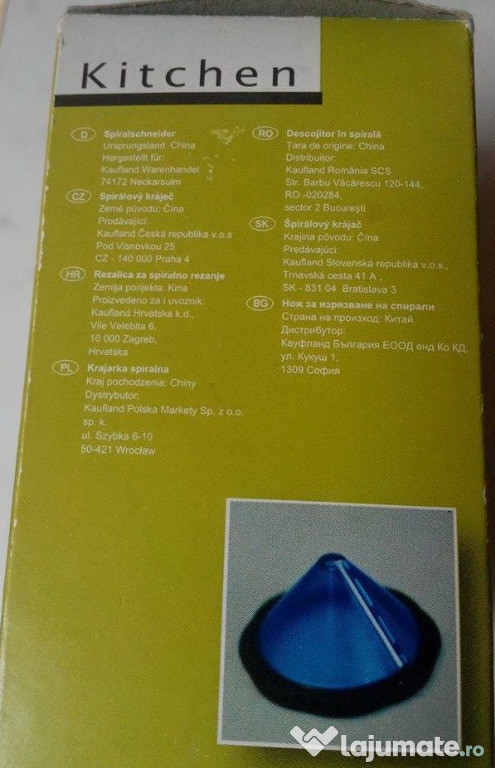 Kitchen
D Spiralschneider
Ursprungsland: China
Hergestellt für:
Kaufland Warenhandel
74172 Neckarsulm
CZ Spirálový kráječ
Země původu: Čína
Prodávající:
Kaufland Česká republika v.o.s
Pod Višňovkou 25
CZ - 140 000 Praha 4
HR Rezalica za spiralno rezanje
Zemlja porijekla: Kina
Proizvedeno za i uvoznik:
Kaufland Hrvatska k.d.,
Vile Velebita 6,
10 000 Zagreb,
Hrvatska
PL Krajarka spiralna
Kraj pochodzenia: Chiny
Dystrybutor:
Kaufland Polska Markety Sp. z o.o.
sp. k.
ul. Szybka 6-10
50-421 Wrocław
RO Descojitor în spirală
Țara de origine: China
Distribuitor:
Kaufland România SCS
Str. Barbu Văcărescu 120-144,
RO -020284,
sector 2 București
SK Špirálový krájač
Krajina pôvodu: Čína
Predávajúci:
Kaufland Slovenská republika v.o.s.,
Trnavská cesta 41 A ,
SK - 831 04 Bratislava 3
BG Нож за изрязване на спирали
Страна на произход: Китай
Дистрибутор:
Кауфланд България ЕООД енд Ко КД,
ул. Кукуш 1,
1309 София
lajumate.ro